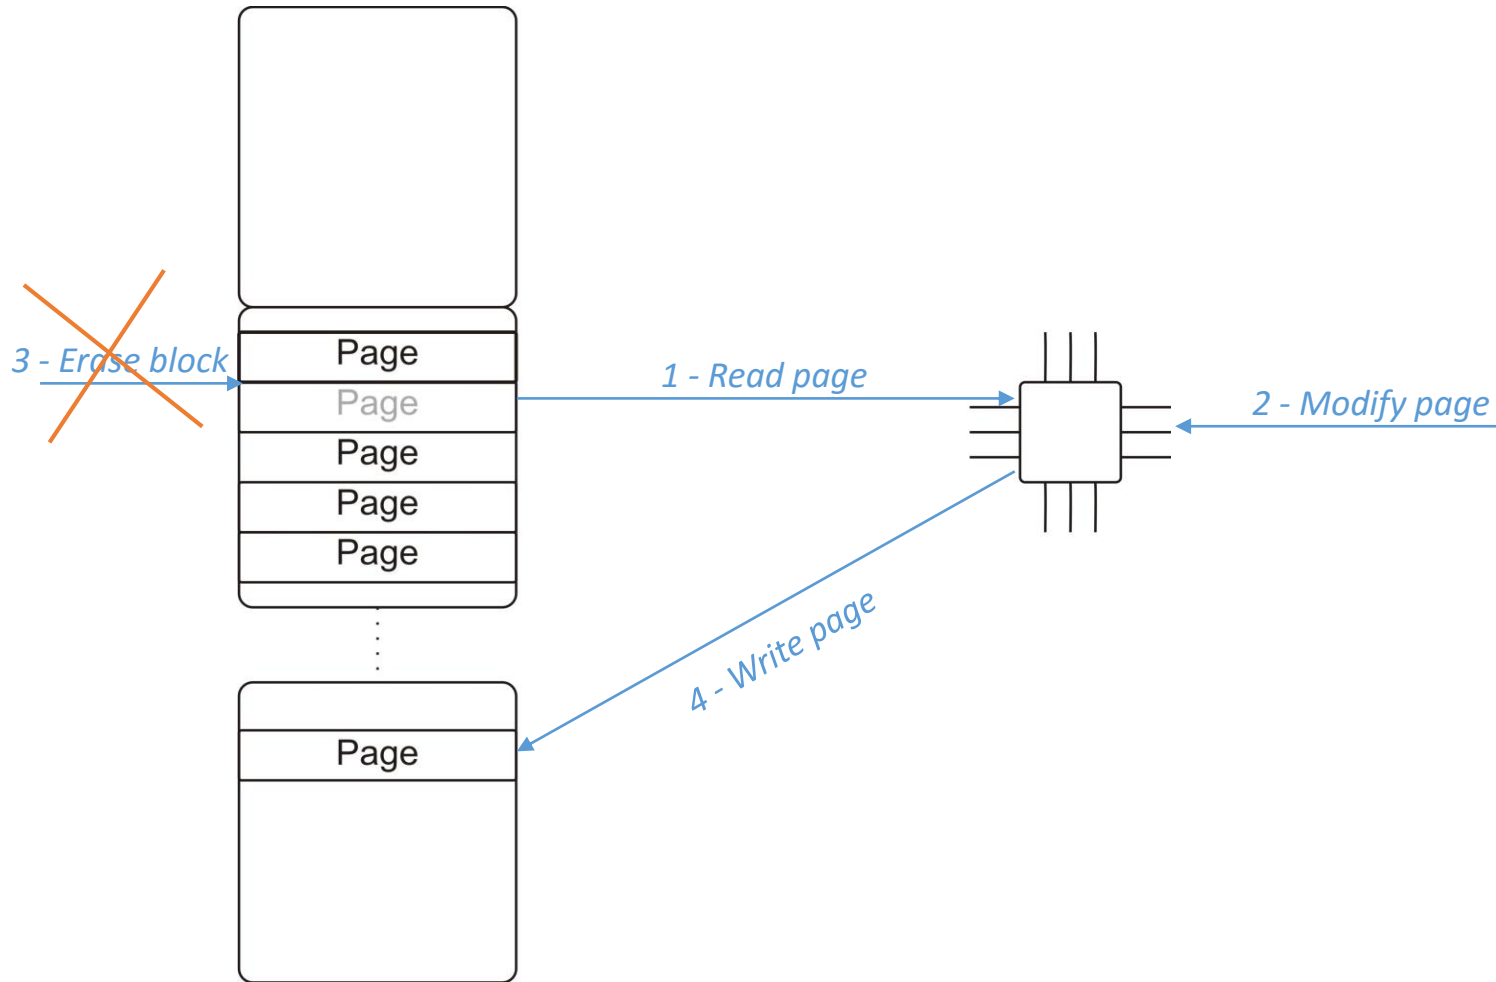 Page
3 - Erase block
1 - Read page
Page
2 - Modify page
Page
Page
Page
4 - Write page
Page